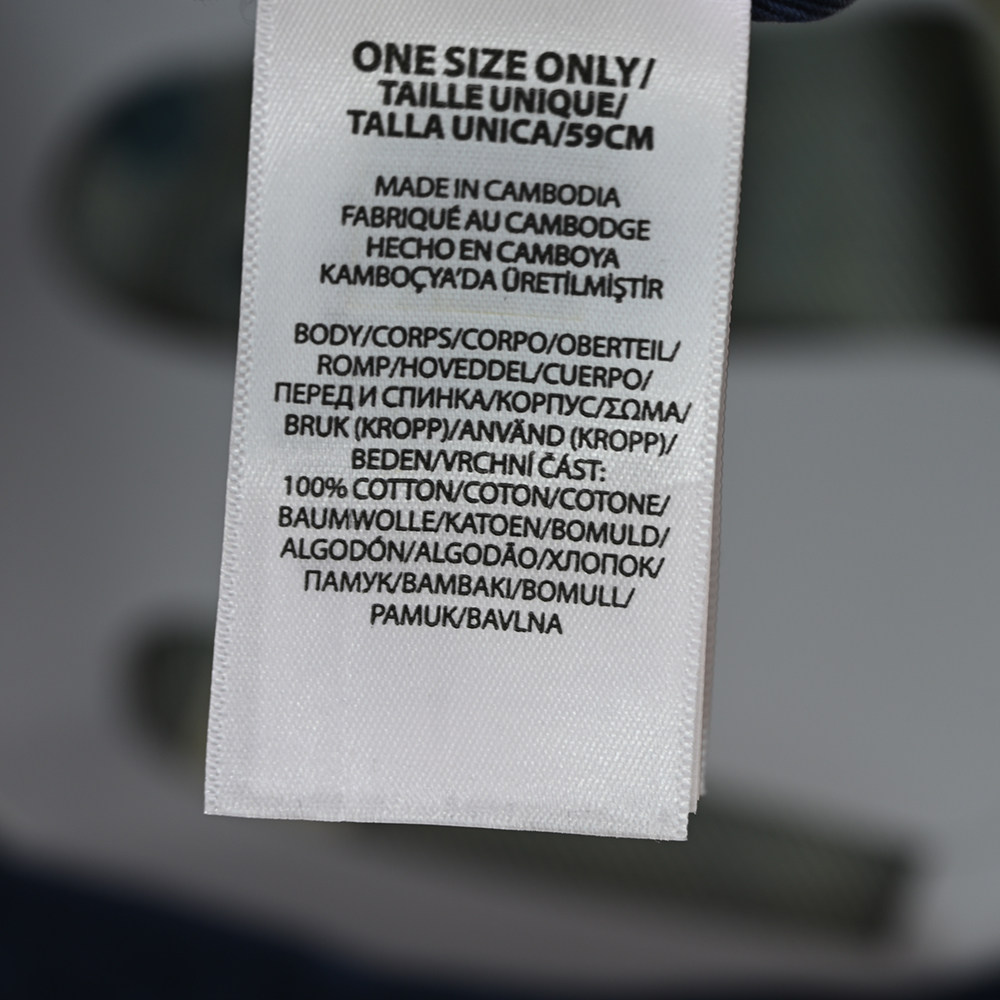 ONE SIZE ONLY/
TAILLE UNIQUE/
TALLA UNICA/59CM
MADE IN CAMBODIA
FABRIQUÉ AU CAMBODGE
HECHO EN CAMBOYA
KAMBOÇYA'DA ÜRETİLMİŞTİR
BODY/CORPS/CORPO/OBERTEIL/
ROMP/HOVEDDEL/CUERPO/
ПЕРЕД И СПИНКА/КОРПУС/ΣΩΜΑ/
BRUK (KROPP)/ANVÄND (KROPP)/
BEDEN/VRCHNÍ ČÁST:
100% COTTON/COTON/COTONE/
BAUMWOLLE/KATOEN/BOMULD/
ALGODÓN/ALGODÃO/ХЛОПОК/
ПАМУК/ΒΑΜΒΑΚΙ/BOMULL/
PAMUK/BAVLNA